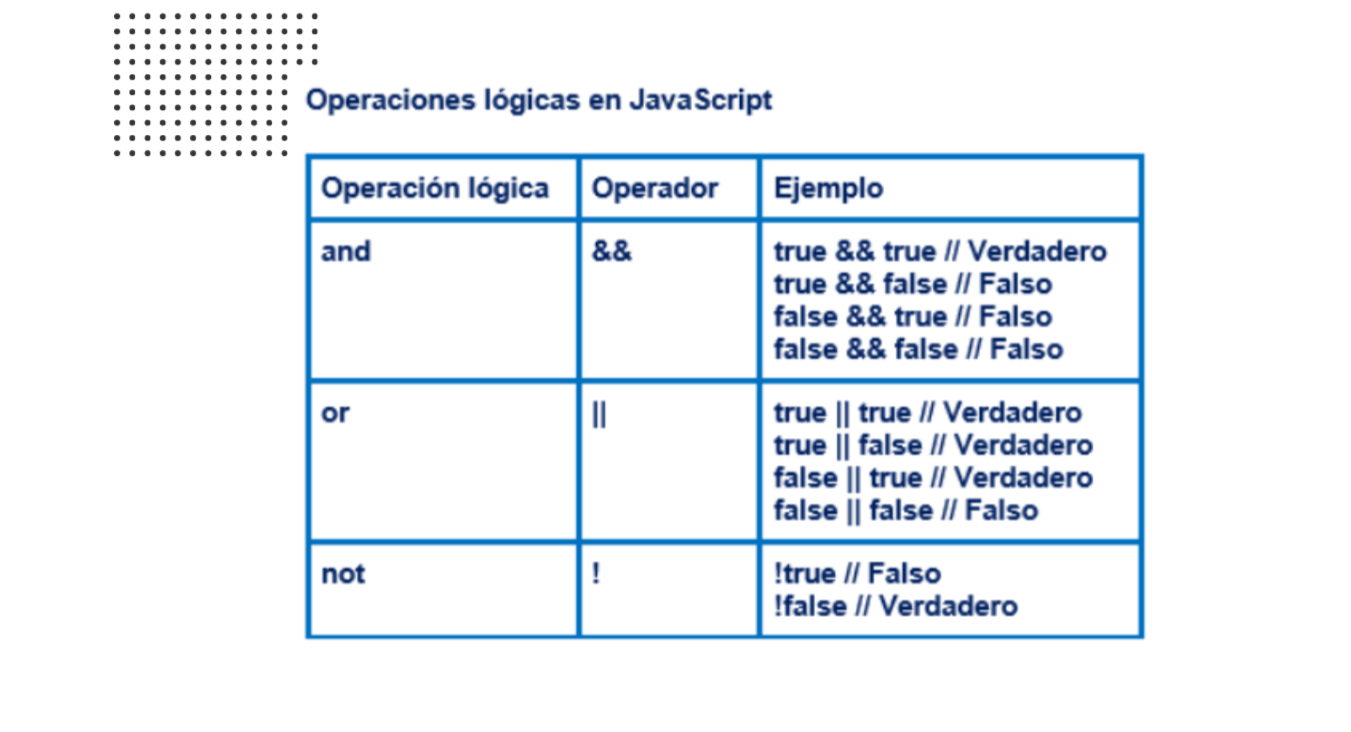 Operaciones lógicas en JavaScript
Operación lógica Operador Ejemplo
and && true && true // Verdadero
true && false // Falso
false && true // Falso
false && false // Falso
or || true || true // Verdadero
true || false // Verdadero
false || true // Verdadero
false || false // Falso
not ! !true // Falso
!false // Verdadero